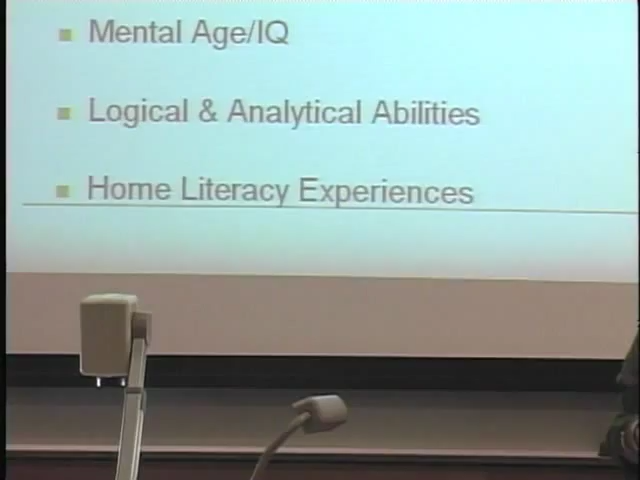 Mental Age/IQ
Logical & Analytical Abilities
Home Literacy Experiences